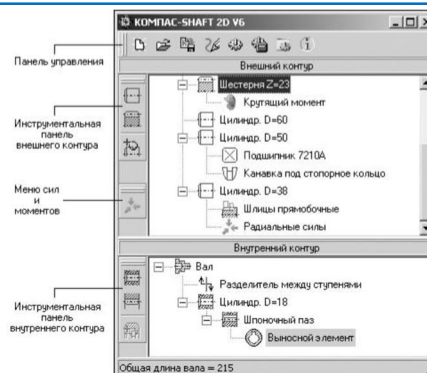 КОМПАС-SHAFT 2D V6
Панель управления
Внешний контур
Шестерня Z=23
Крутящий момент
Цилиндр. D=60
Цилиндр. D=50
Подшипник 7210А
Канавка под стопорное кольцо
Цилиндр. D=38
Шлицы прямобочные
Радиальные силы
Инструментальная
панель
внешнего контура
Меню сил
и
моментов
Внутренний контур
Вал
Разделитель между ступенями
Цилиндр. D=18
Шпоночный паз
Выносной элемент
Инструментальная
панель
внутреннего контура
Общая длина вала = 215